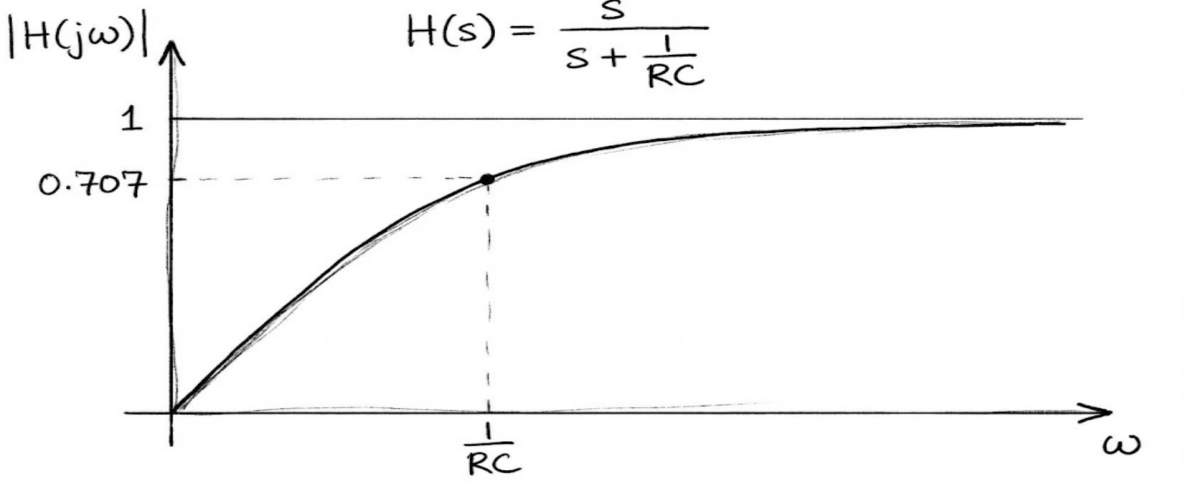 |H(jω)|
H(s) = s / (s + 1/RC)
1
0.707
1/RC
ω